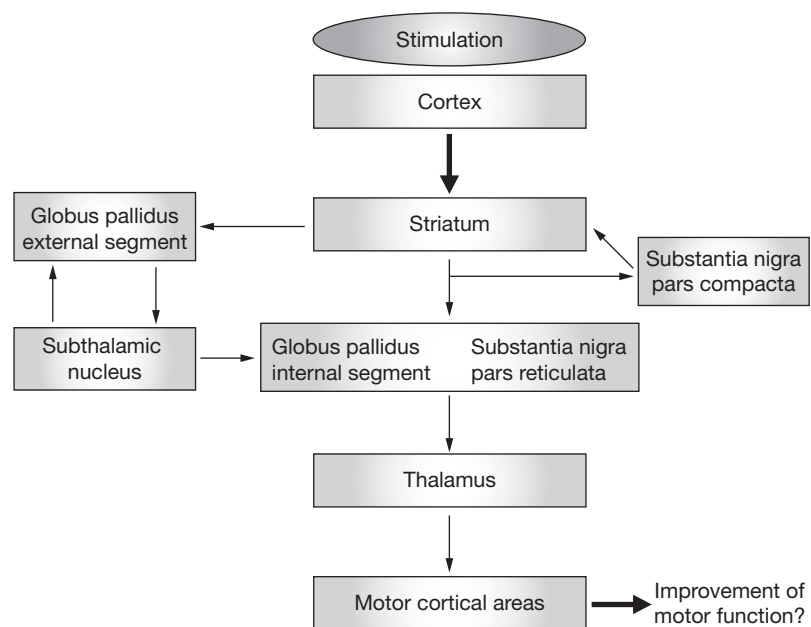 Stimulation
Cortex
Striatum
Globus pallidus
external segment
Substantia nigra
pars compacta
Subthalamic
nucleus
Globus pallidus
internal segment
Substantia nigra
pars reticulata
Thalamus
Motor cortical areas
Improvement of
motor function?